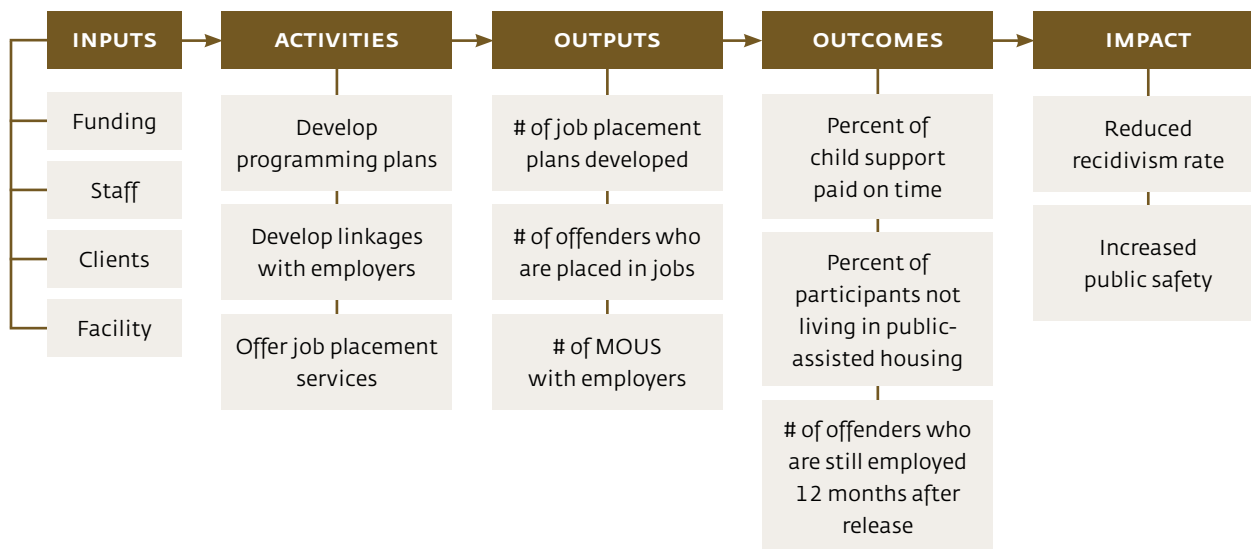 INPUTS
Funding
Staff
Clients
Facility
ACTIVITIES
Develop
programming plans
Develop linkages
with employers
Offer job placement
services
OUTPUTS
# of job placement
plans developed
# of offenders who
are placed in jobs
# of MOUS
with employers
OUTCOMES
Percent of
child support
paid on time
Percent of
participants not
living in public-
assisted housing
# of offenders who
are still employed
12 months after
release
IMPACT
Reduced
recidivism rate
Increased
public safety